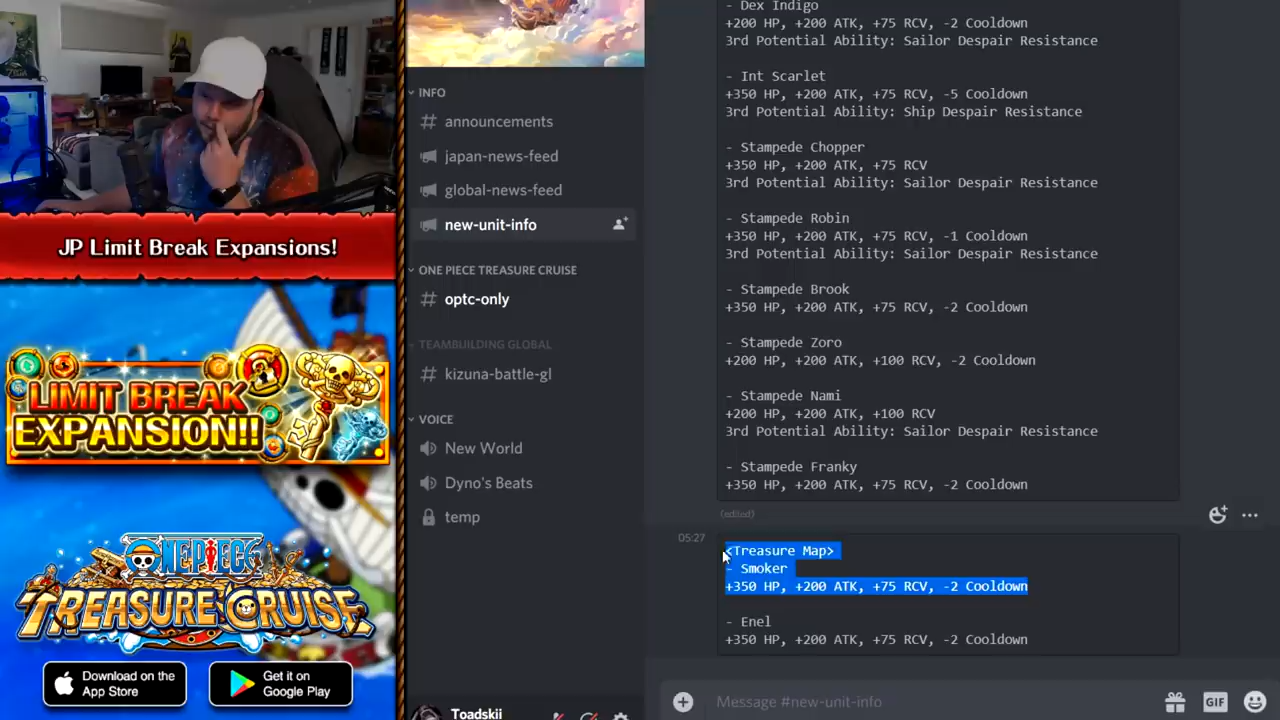 JP Limit Break Expansions!
LIMIT BREAK
EXPANSION!!
ONE PIECE
TREASURE CRUISE
Download on the
App Store
Get it on
Google Play
INFO
announcements
japan-news-feed
global-news-feed
new-unit-info
ONE PIECE TREASURE CRUISE
optc-only
TEAMBUILDING GLOBAL
kizuna-battle-gl
VOICE
New World
Dyno's Beats
temp
Toadskii
- Dex Indigo
+200 HP, +200 ATK, +75 RCV, -2 Cooldown
3rd Potential Ability: Sailor Despair Resistance
- Int Scarlet
+350 HP, +200 ATK, +75 RCV, -5 Cooldown
3rd Potential Ability: Ship Despair Resistance
- Stampede Chopper
+350 HP, +200 ATK, +75 RCV
3rd Potential Ability: Sailor Despair Resistance
- Stampede Robin
+350 HP, +200 ATK, +75 RCV, -1 Cooldown
3rd Potential Ability: Sailor Despair Resistance
- Stampede Brook
+350 HP, +200 ATK, +75 RCV, -2 Cooldown
- Stampede Zoro
+200 HP, +200 ATK, +100 RCV, -2 Cooldown
- Stampede Nami
+200 HP, +200 ATK, +100 RCV
3rd Potential Ability: Sailor Despair Resistance
- Stampede Franky
+350 HP, +200 ATK, +75 RCV, -2 Cooldown
(edited)
05:27
<Treasure Map>
- Smoker
+350 HP, +200 ATK, +75 RCV, -2 Cooldown
- Enel
+350 HP, +200 ATK, +75 RCV, -2 Cooldown
Message #new-unit-info
GIF